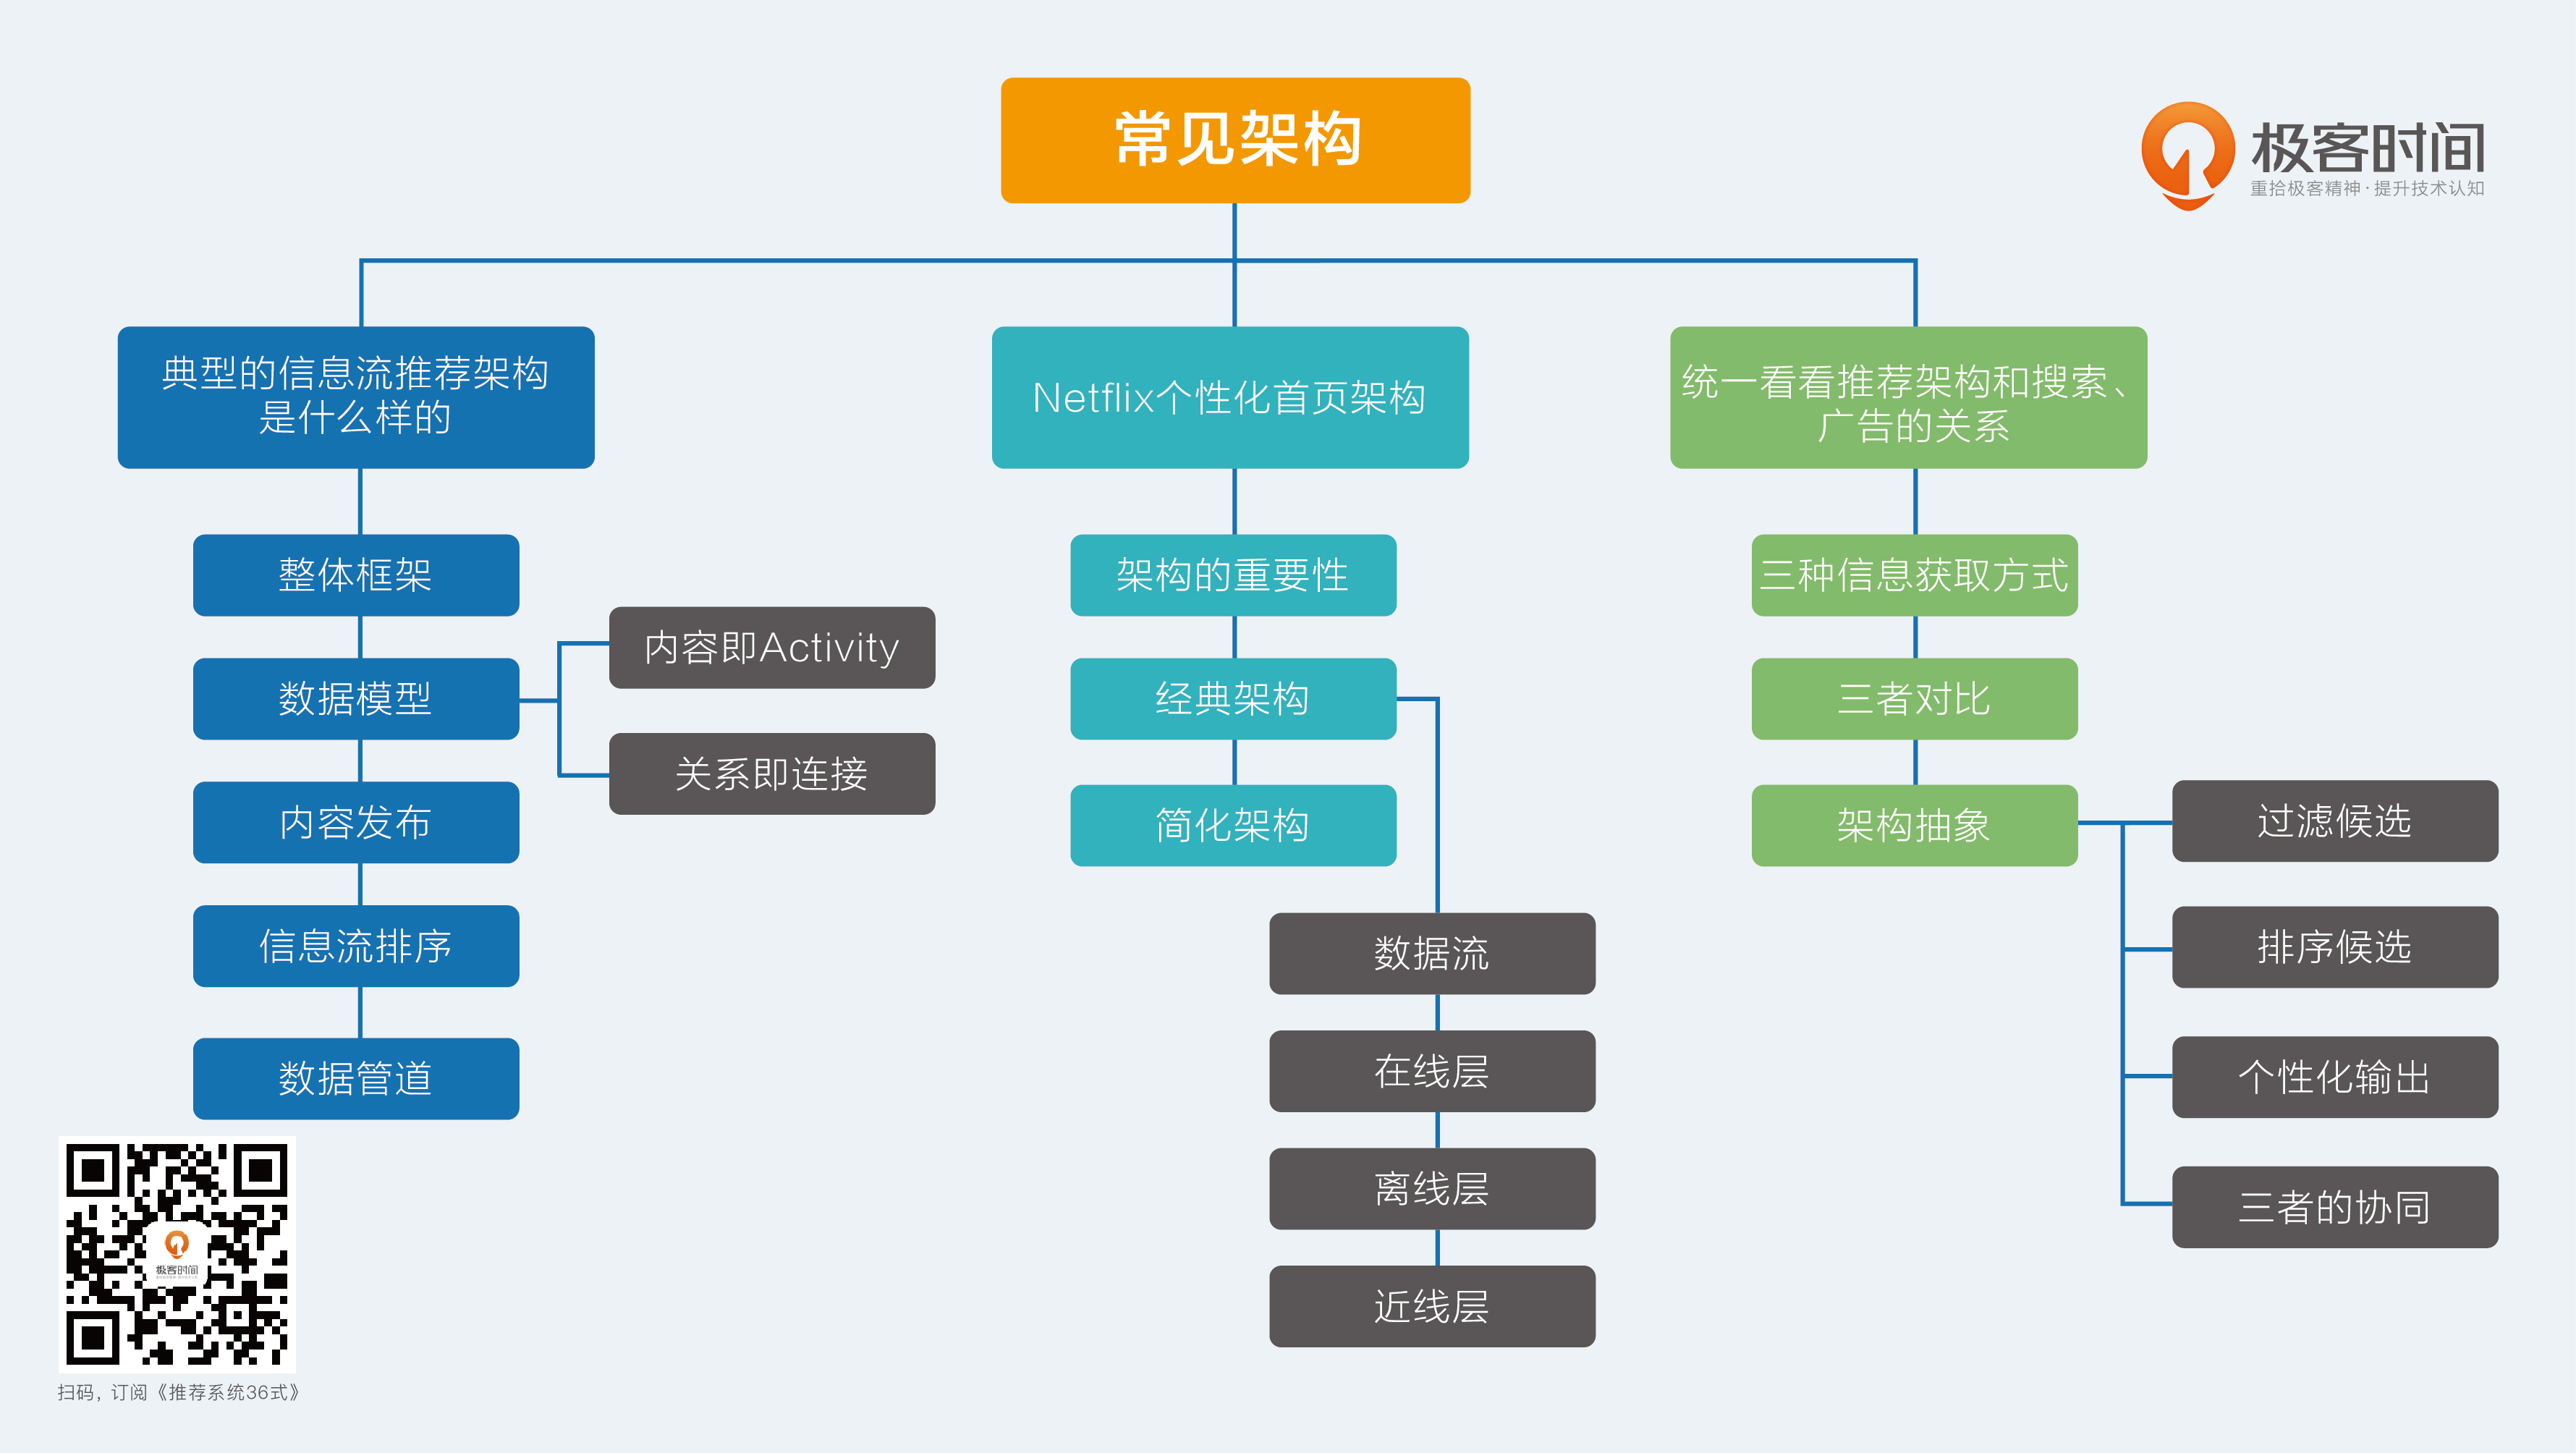 常见架构
极客时间
重拾极客精神·提升技术认知
典型的信息流推荐架构
是什么样的
整体框架
数据模型
内容即Activity
关系即连接
内容发布
信息流排序
数据管道
Netflix个性化首页架构
架构的重要性
经典架构
简化架构
数据流
在线层
离线层
近线层
统一看看推荐架构和搜索、
广告的关系
三种信息获取方式
三者对比
架构抽象
过滤候选
排序候选
个性化输出
三者的协同
极客时间
扫码，订阅《推荐系统36式》